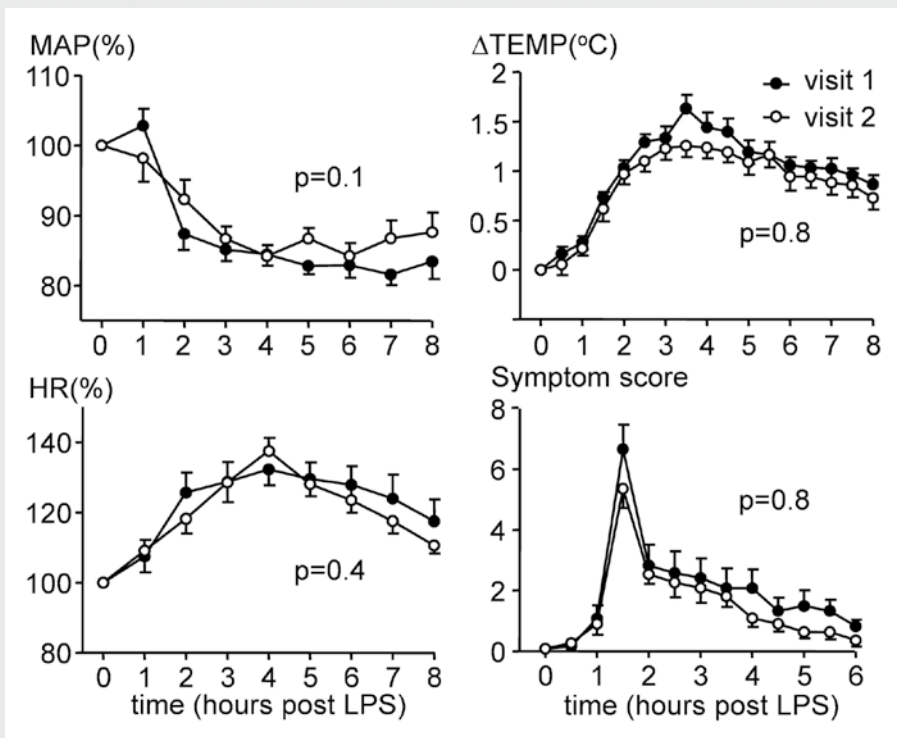 MAP(%)
110
100
90
80
p=0.1
0 1 2 3 4 5 6 7 8
ΔTEMP(°C)
2
1.5
1
0.5
0
visit 1
visit 2
p=0.8
0 1 2 3 4 5 6 7 8
HR(%)
140
120
100
80
p=0.4
0 1 2 3 4 5 6 7 8
time (hours post LPS)
Symptom score
8
6
4
2
0
p=0.8
0 1 2 3 4 5 6
time (hours post LPS)